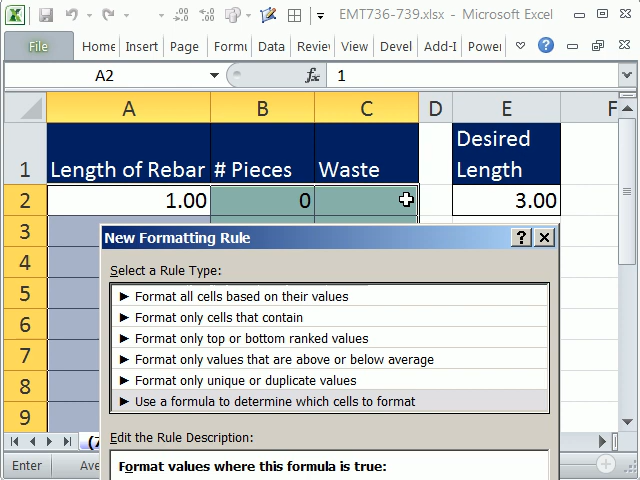 EMT736-739.xlsx - Microsoft Excel
File Home Insert Page Formu Data Review View Devel Add-I Power
A2 fx 1
A B C D E F
1 Length of Rebar # Pieces Waste Desired Length
2 1.00 0 3.00
3
4
5
6
7
8
9
New Formatting Rule
Select a Rule Type:
► Format all cells based on their values
► Format only cells that contain
► Format only top or bottom ranked values
► Format only values that are above or below average
► Format only unique or duplicate values
► Use a formula to determine which cells to format
Edit the Rule Description:
Format values where this formula is true:
(7
Enter Ave